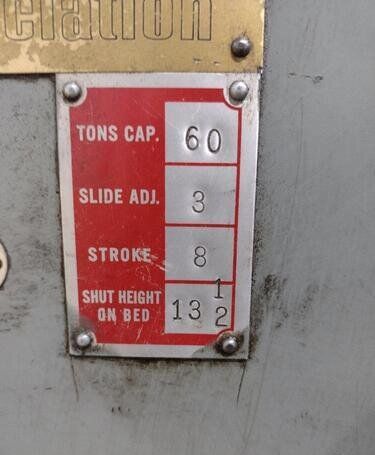 TONS CAP. 60
SLIDE ADJ. 3
STROKE 8
SHUT HEIGHT
ON BED 13 1/2